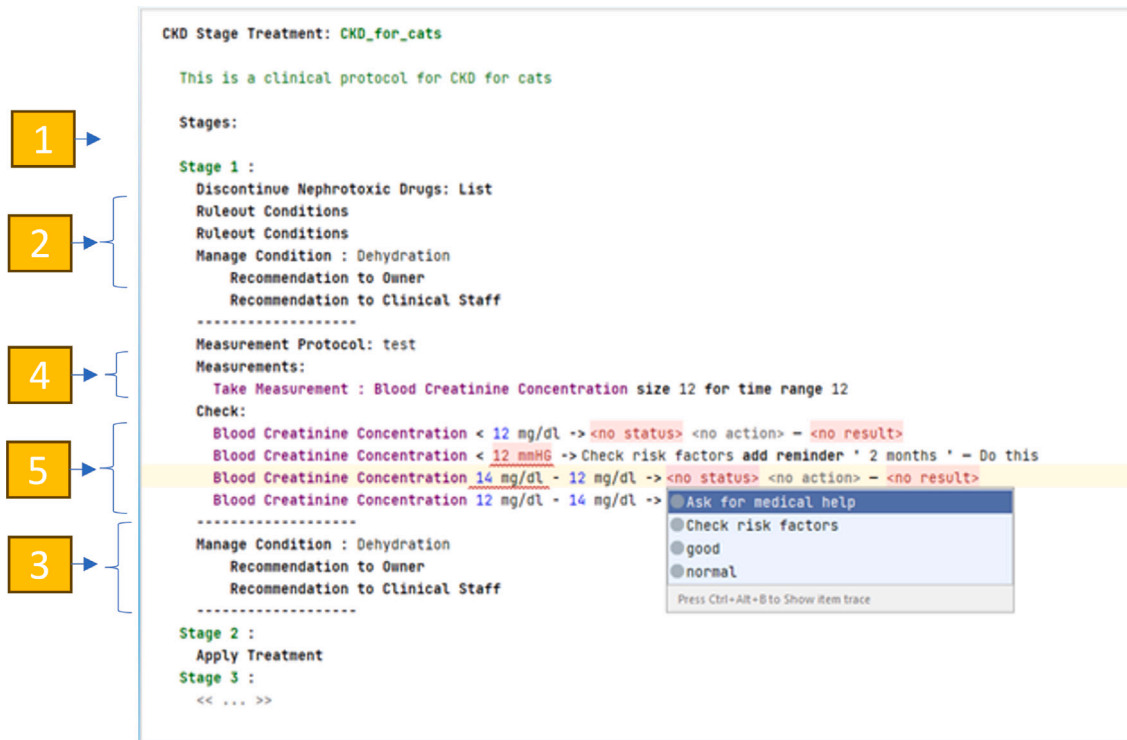 CKD Stage Treatment: CKD_for_cats
This is a clinical protocol for CKD for cats
1
Stages:
Stage 1 :
Discontinue Nephrotoxic Drugs: List
2
Ruleout Conditions
Ruleout Conditions
Manage Condition : Dehydration
Recommendation to Owner
Recommendation to Clinical Staff
-------------------
Measurement Protocol: test
4
Measurements:
Take Measurement : Blood Creatinine Concentration size 12 for time range 12
Check:
5
Blood Creatinine Concentration < 12 mg/dl -> <no status> <no action> — <no result>
Blood Creatinine Concentration < 12 mmHG -> Check risk factors add reminder ' 2 months ' — Do this
Blood Creatinine Concentration 14 mg/dl - 12 mg/dl -> <no status> <no action> — <no result>
Blood Creatinine Concentration 12 mg/dl - 14 mg/dl ->
Ask for medical help
Check risk factors
good
normal
Press Ctrl+Alt+B to Show item trace
-------------------
3
Manage Condition : Dehydration
Recommendation to Owner
Recommendation to Clinical Staff
-------------------
Stage 2 :
Apply Treatment
Stage 3 :
<< ... >>